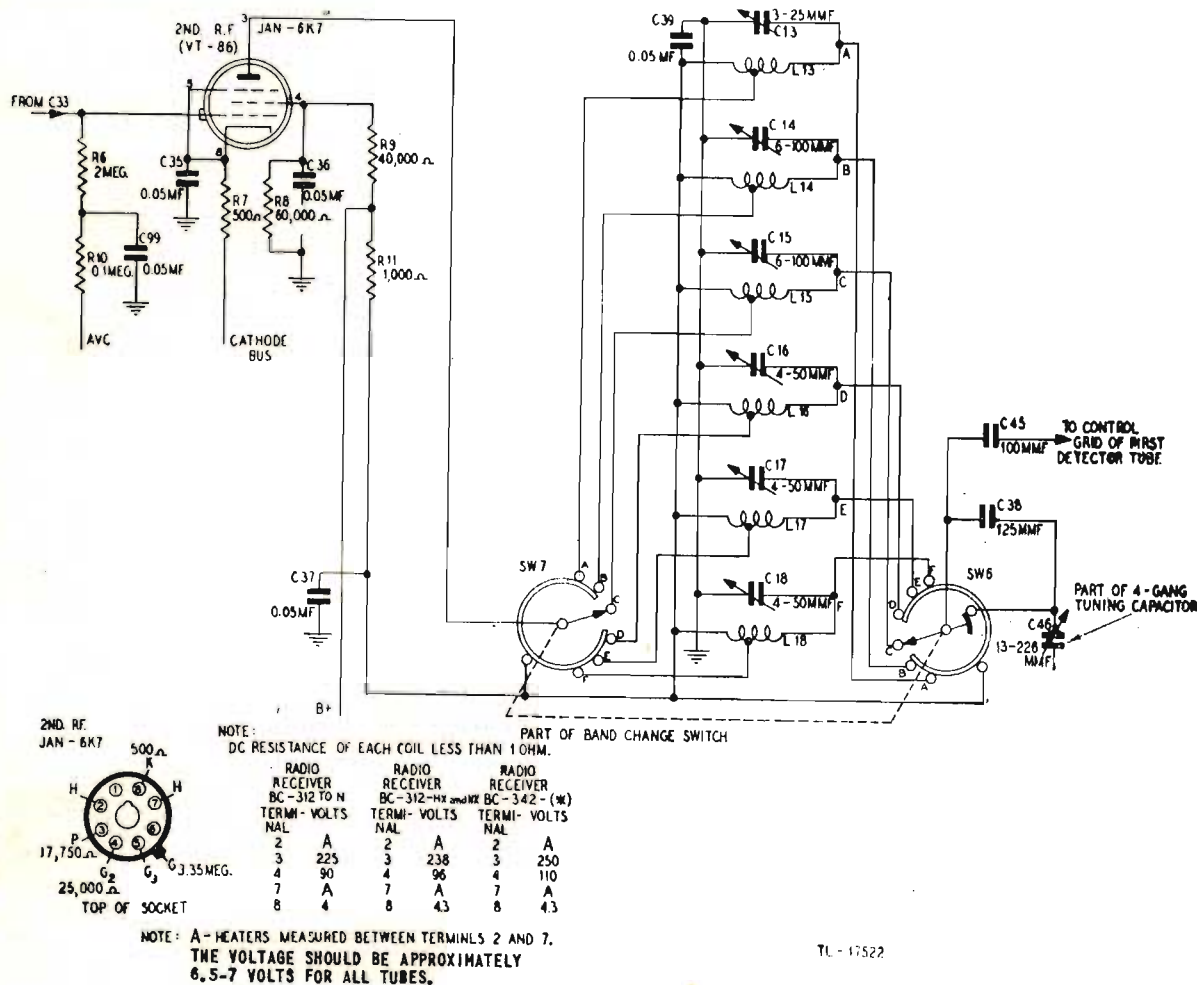 2ND. R.F JAN-6K7
(VT-86)
3
5
4
8
FROM C33
R6
2MEG.
C35
0.05MF
R7
500Ω
R8
60,000Ω
C36
0.05MF
R9
40,000Ω
R10
0.1MEG.
C99
0.05MF
R11
1,000Ω
AVC
CATHODE
BUS
C37
0.05MF
B+
C39
0.05MF
3-25MMF
C13
L13
A
C14
6-100MMF
L14
B
C15
6-100MMF
L15
C
C16
4-50MMF
L16
D
C17
4-50MMF
L17
E
C18
4-50MMF
L18
F
SW7
A
B
C
D
E
F
SW6
F
E
D
C
B
A
C45
100MMF
TO CONTROL
GRID OF FIRST
DETECTOR TUBE.
C38
125MMF
PART OF 4-GANG
TUNING CAPACITOR
C46
13-226
MMF
PART OF BAND CHANGE SWITCH
2ND. RF.
JAN-6K7
500Ω
K
H
H
P
17,750Ω
G2
25,000Ω
G3
G 3.35MEG.
1
2
3
4
5
6
7
8
TOP OF SOCKET
NOTE:
DC RESISTANCE OF EACH COIL LESS THAN 1 OHM.
RADIO RADIO RADIO
RECEIVER RECEIVER RECEIVER
BC-312 TO N BC-312-HX and NX BC-342-(*)
TERMI- VOLTS TERMI- VOLTS TERMI- VOLTS
NAL NAL NAL
2 A 2 A 2 A
3 225 3 238 3 250
4 90 4 96 4 110
7 A 7 A 7 A
8 4 8 4.3 8 4.3
NOTE: A-HEATERS MEASURED BETWEEN TERMINLS 2 AND 7.
THE VOLTAGE SHOULD BE APPROXIMATELY
6.5-7 VOLTS FOR ALL TUBES.
TL-17522